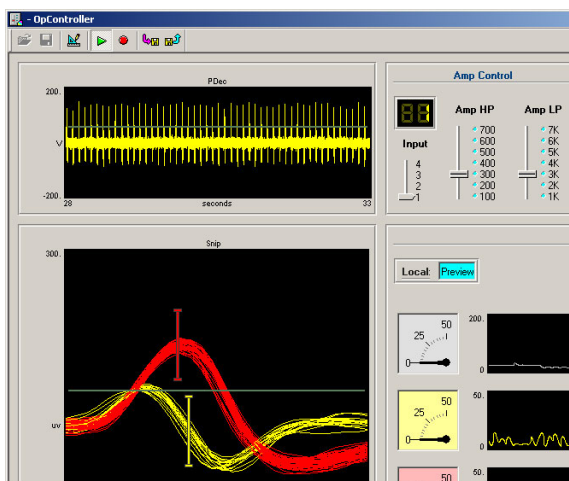 - OpController
PDec
200.
V
-200.
28 seconds 33
Amp Control
Input
4
3
2
1
Amp HP
700
600
500
400
300
200
100
Amp LP
7K
6K
5K
4K
3K
2K
1K
Snip
300.
uv
Local: Preview
50
25
0
200.
0
50
25
0
50.
0
50
50.